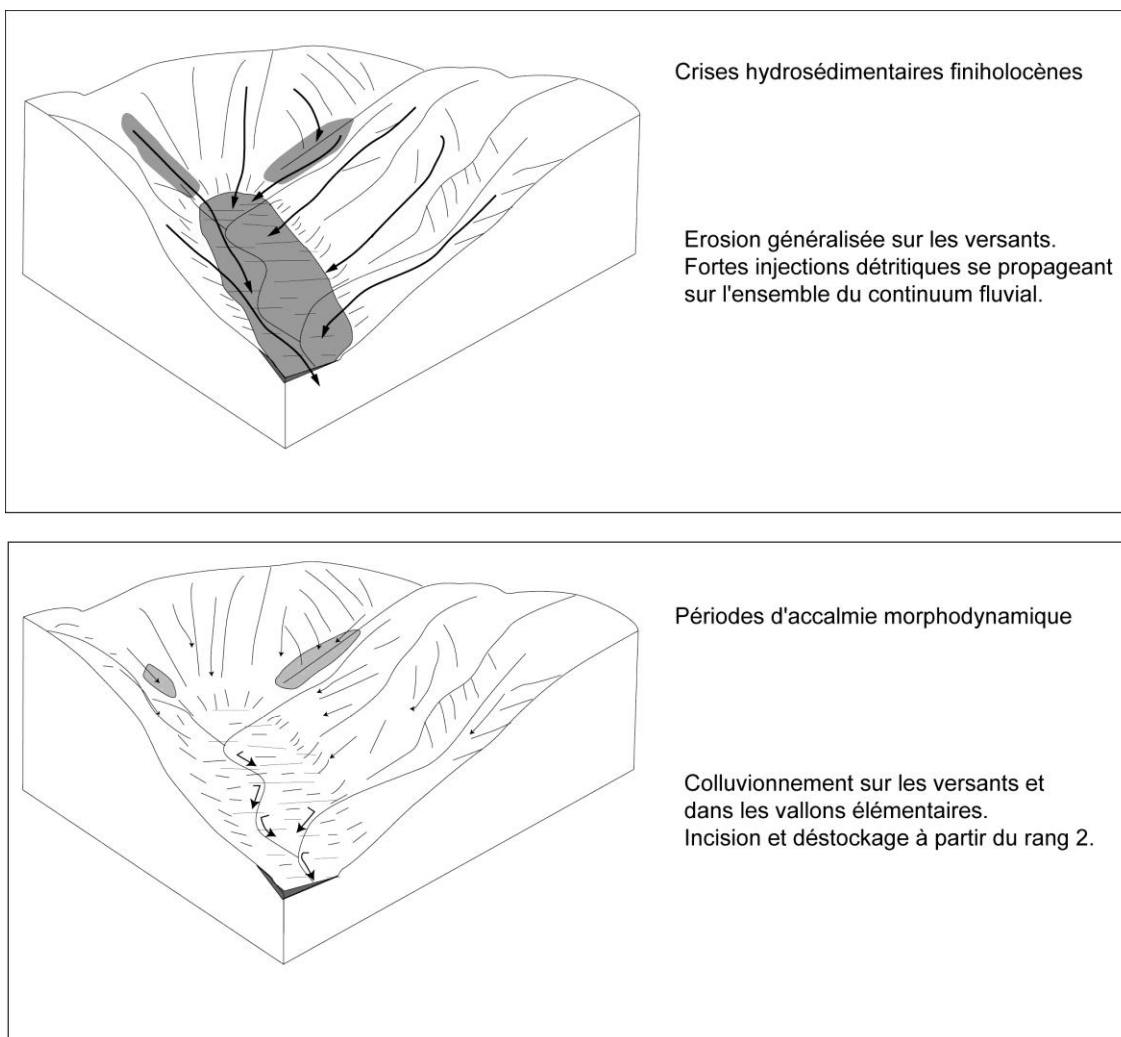 Crises hydrosédimentaires finiholocènes
Erosion généralisée sur les versants.
Fortes injections détritiques se propageant
sur l'ensemble du continuum fluvial.
Périodes d'accalmie morphodynamique
Colluvionnement sur les versants et
dans les vallons élémentaires.
Incision et déstockage à partir du rang 2.